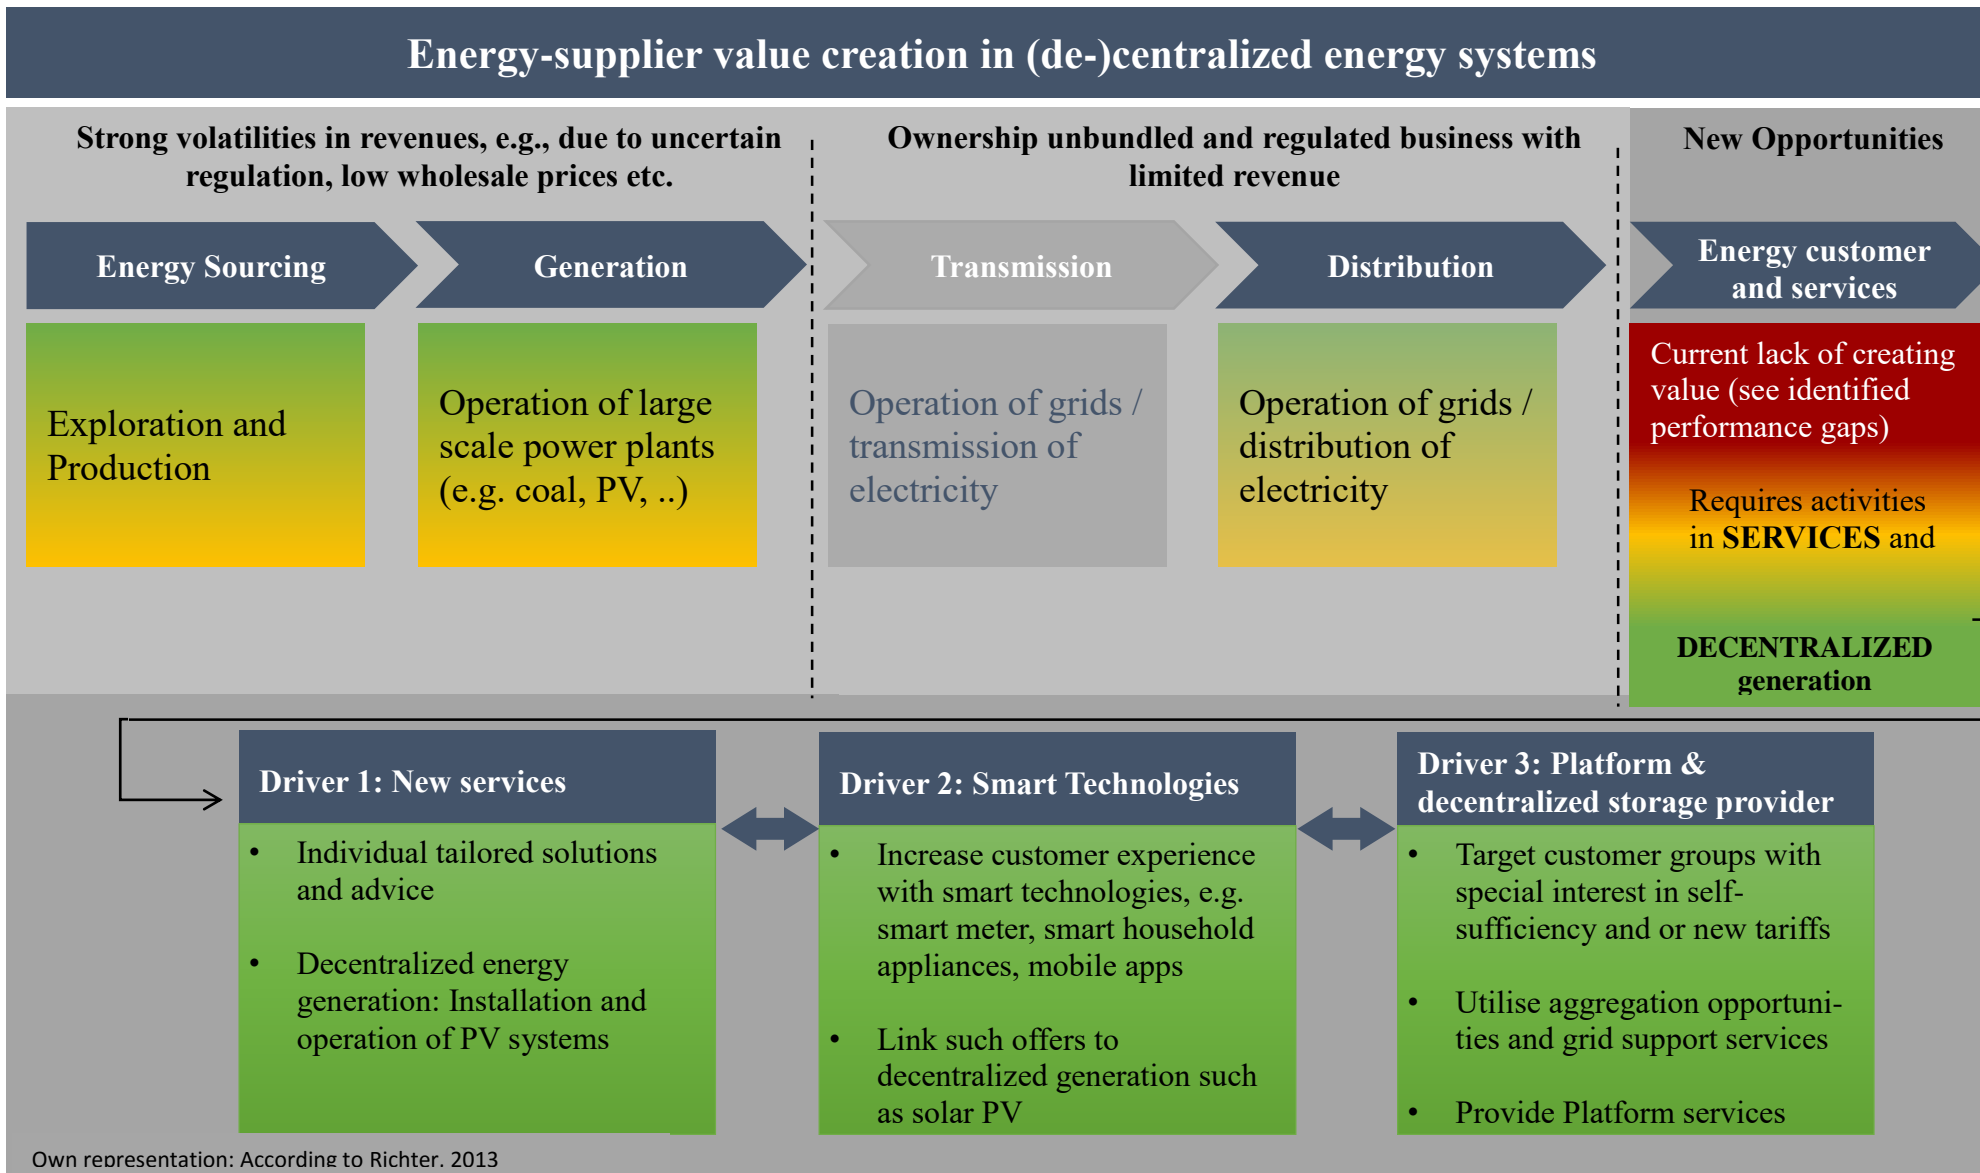 Energy-supplier value creation in (de-)centralized energy systems
Strong volatilities in revenues, e.g., due to uncertain
regulation, low wholesale prices etc.
Ownership unbundled and regulated business with
limited revenue
New Opportunities
Energy Sourcing
Generation
Transmission
Distribution
Energy customer
and services
Exploration and
Production
Operation of large
scale power plants
(e.g. coal, PV, ..)
Operation of grids /
transmission of
electricity
Operation of grids /
distribution of
electricity
Current lack of creating
value (see identified
performance gaps)
Requires activities
in SERVICES and
DECENTRALIZED
generation
Driver 1: New services
• Individual tailored solutions
and advice
• Decentralized energy
generation: Installation and
operation of PV systems
Driver 2: Smart Technologies
• Increase customer experience
with smart technologies, e.g.
smart meter, smart household
appliances, mobile apps
• Link such offers to
decentralized generation such
as solar PV
Driver 3: Platform &
decentralized storage provider
• Target customer groups with
special interest in self-
sufficiency and or new tariffs
• Utilise aggregation opportuni-
ties and grid support services
• Provide Platform services
Own representation: According to Richter, 2013